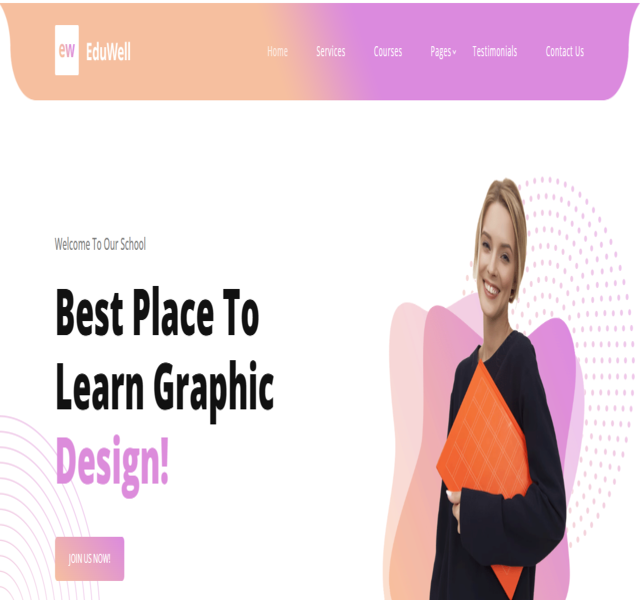 ew EduWell Home Services Courses Pages Testimonials Contact Us
Welcome To Our School
Best Place To
Learn Graphic
Design!
JOIN US NOW!